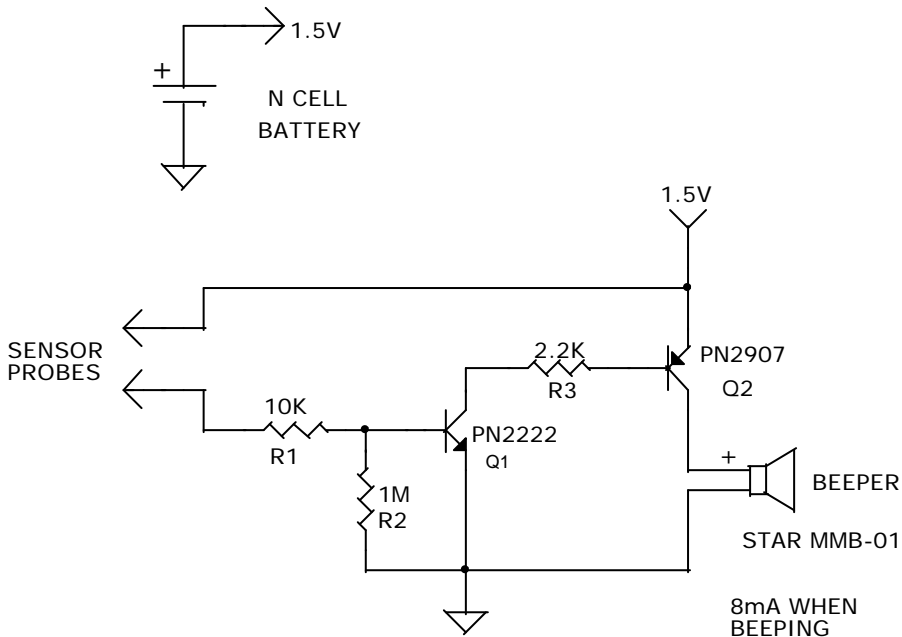 1.5V
+
N CELL
BATTERY
1.5V
SENSOR
PROBES
2.2K
R3
PN2907
Q2
10K
R1
PN2222
Q1
1M
R2
+
BEEPER
STAR MMB-01
8mA WHEN
BEEPING